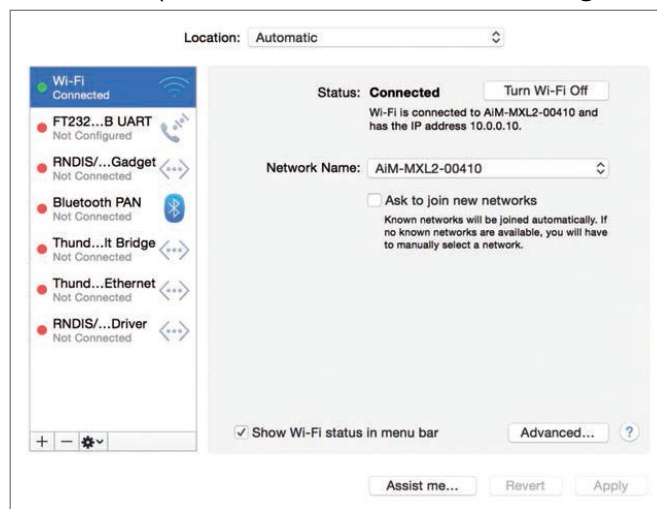 Location: Automatic
Wi-Fi
Connected
FT232...B UART
Not Configured
RNDIS/...Gadget
Not Connected
Bluetooth PAN
Not Connected
Thund...lt Bridge
Not Connected
Thund...Ethernet
Not Connected
RNDIS/...Driver
Not Connected
Status: Connected
Turn Wi-Fi Off
Wi-Fi is connected to AiM-MXL2-00410 and
has the IP address 10.0.0.10.
Network Name: AiM-MXL2-00410
Ask to join new networks
Known networks will be joined automatically. If
no known networks are available, you will have
to manually select a network.
Show Wi-Fi status in menu bar
Advanced...
?
Assist me...
Revert
Apply